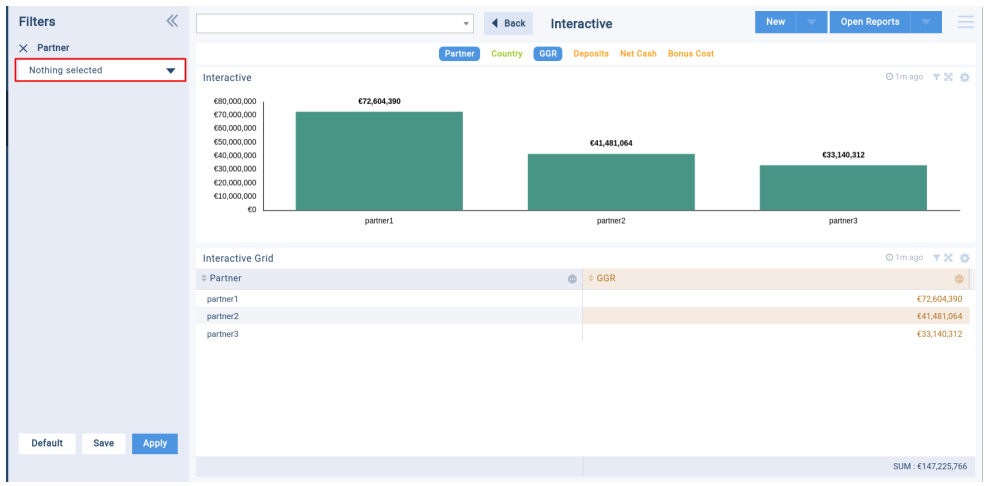 Filters
Partner
Nothing selected
Default Save Apply
Back Interactive New Open Reports
Partner Country GGR Deposits Net Cash Bonus Cost
Interactive 1m ago
€80,000,000
€70,000,000
€60,000,000
€50,000,000
€40,000,000
€30,000,000
€20,000,000
€10,000,000
€0
€72,604,390 €41,481,064 €33,140,312
partner1 partner2 partner3
Interactive Grid 1m ago
Partner GGR
partner1 €72,604,390
partner2 €41,481,064
partner3 €33,140,312
SUM : €147,225,766